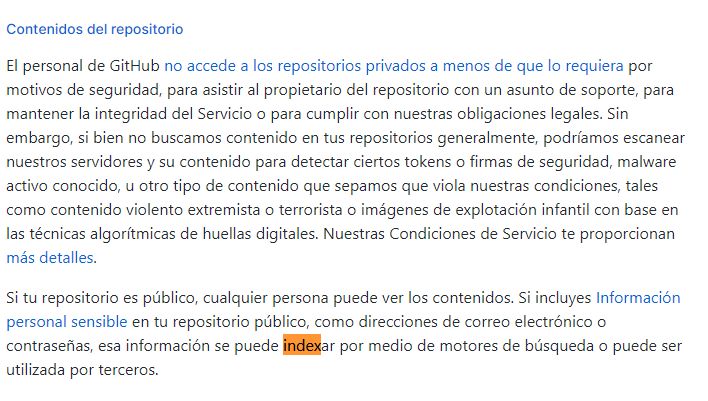 Contenidos del repositorio
El personal de GitHub no accede a los repositorios privados a menos de que lo requiera por
motivos de seguridad, para asistir al propietario del repositorio con un asunto de soporte, para
mantener la integridad del Servicio o para cumplir con nuestras obligaciones legales. Sin
embargo, si bien no buscamos contenido en tus repositorios generalmente, podríamos escanear
nuestros servidores y su contenido para detectar ciertos tokens o firmas de seguridad, malware
activo conocido, u otro tipo de contenido que sepamos que viola nuestras condiciones, tales
como contenido violento extremista o terrorista o imágenes de explotación infantil con base en
las técnicas algorítmicas de huellas digitales. Nuestras Condiciones de Servicio te proporcionan
más detalles.
Si tu repositorio es público, cualquier persona puede ver los contenidos. Si incluyes Información
personal sensible en tu repositorio público, como direcciones de correo electrónico o
contraseñas, esa información se puede indexar por medio de motores de búsqueda o puede ser
utilizada por terceros.